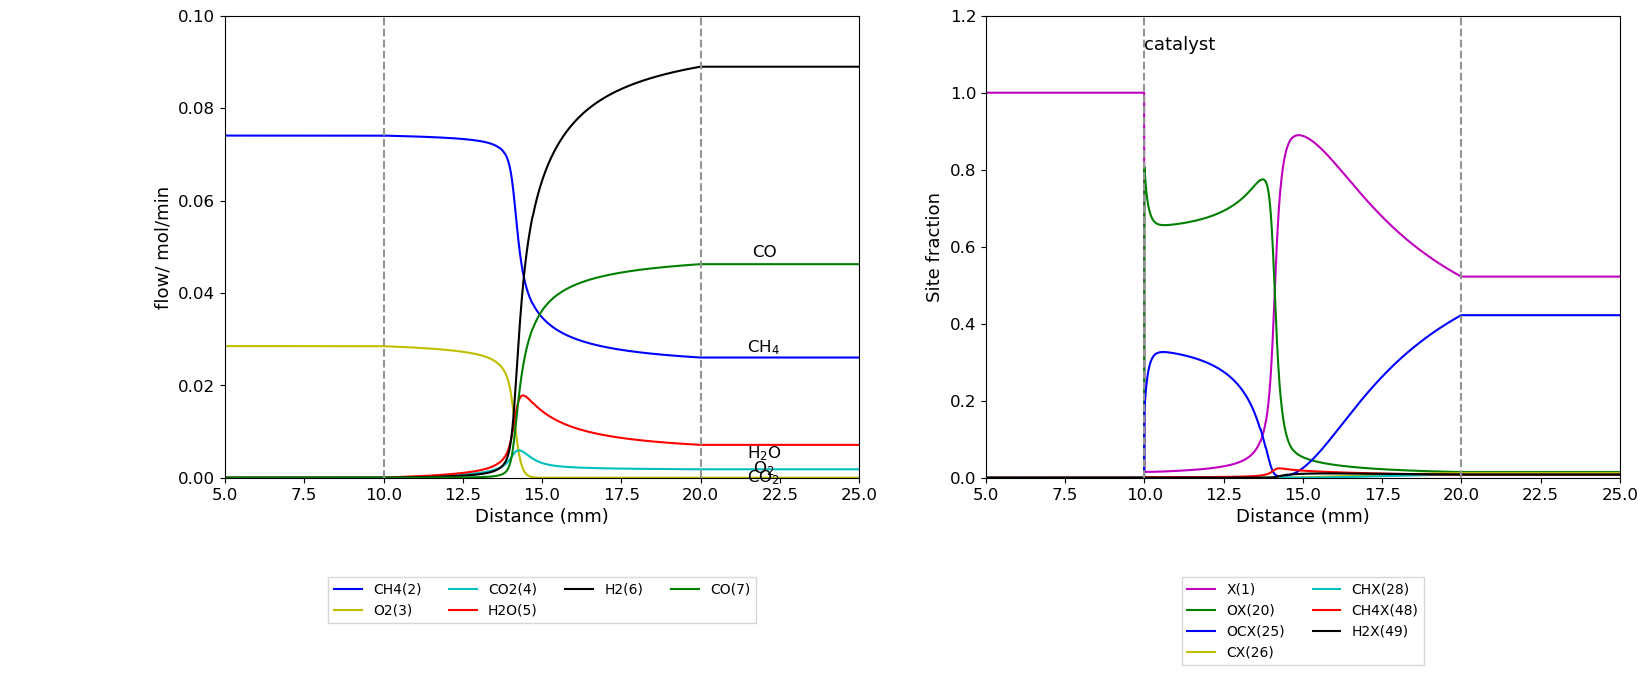 0.10
0.08
0.06
0.04
0.02
0.00
flow/ mol/min
CO
CH4
H2O
O2
CO2
5.0 7.5 10.0 12.5 15.0 17.5 20.0 22.5 25.0
Distance (mm)
CH4(2) CO2(4) H2(6) CO(7)
O2(3) H2O(5)
1.2
1.0
0.8
0.6
0.4
0.2
0.0
Site fraction
catalyst
5.0 7.5 10.0 12.5 15.0 17.5 20.0 22.5 25.0
Distance (mm)
X(1) CHX(28)
OX(20) CH4X(48)
OCX(25) H2X(49)
CX(26)